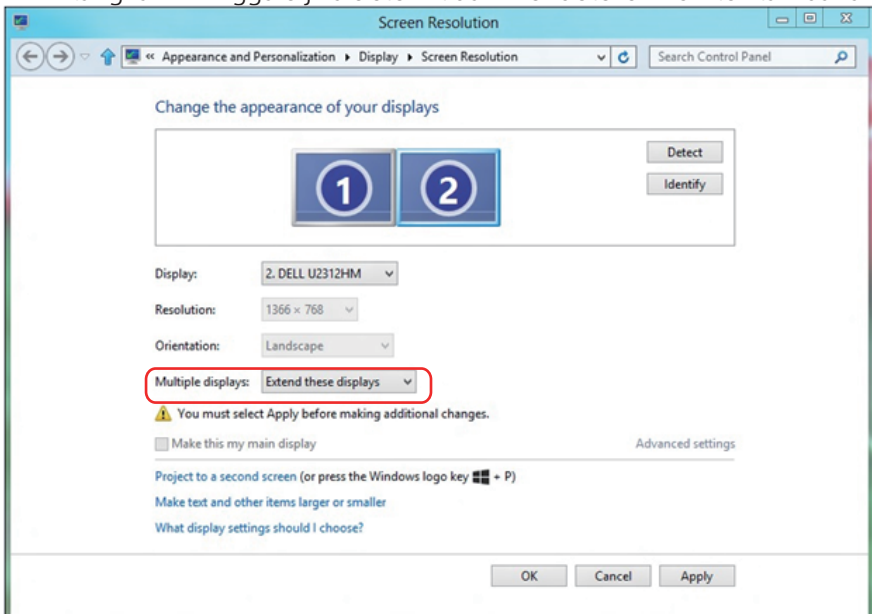 Screen Resolution
« Appearance and Personalization ▸ Display ▸ Screen Resolution
Search Control Panel
Change the appearance of your displays
1 2
Detect
Identify
Display: 2. DELL U2312HM
Resolution: 1366 × 768
Orientation: Landscape
Multiple displays: Extend these displays
You must select Apply before making additional changes.
Make this my main display
Advanced settings
Project to a second screen (or press the Windows logo key + P)
Make text and other items larger or smaller
What display settings should I choose?
OK Cancel Apply